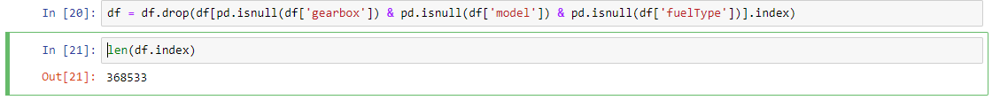 In [20]: df = df.drop(df[pd.isnull(df['gearbox']) & pd.isnull(df['model']) & pd.isnull(df['fuelType'])].index)
In [21]: len(df.index)
Out[21]: 368533